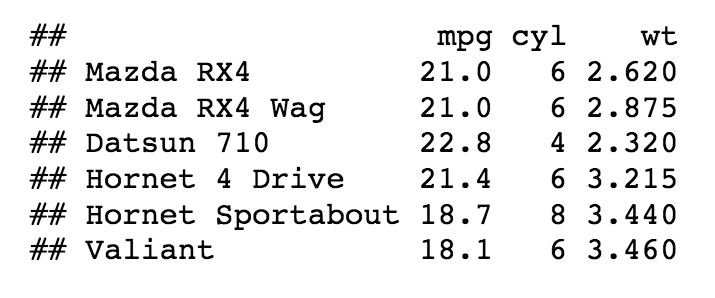 ##                    mpg cyl    wt
## Mazda RX4         21.0   6 2.620
## Mazda RX4 Wag     21.0   6 2.875
## Datsun 710        22.8   4 2.320
## Hornet 4 Drive    21.4   6 3.215
## Hornet Sportabout 18.7   8 3.440
## Valiant           18.1   6 3.460